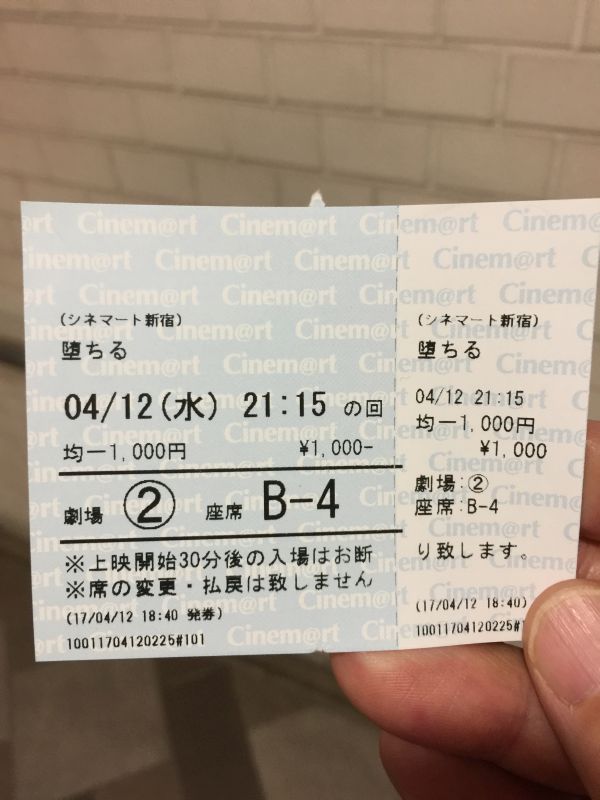 (シネマート新宿)
堕ちる
04/12(水) 21:15 の回
均一1,000円 ¥1,000-
劇場 ② 座席 B-4
※上映開始30分後の入場はお断
※席の変更・払戻は致しません
(17/04/12 18:40 発券)
10011704120225#101
(シネマート新宿)
堕ちる
04/12 21:15
均一1,000円
¥1,000
劇場:②
座席:B-4
り致します。
(17/04/12 18:40)
10011704120225#1
Cinem@rt